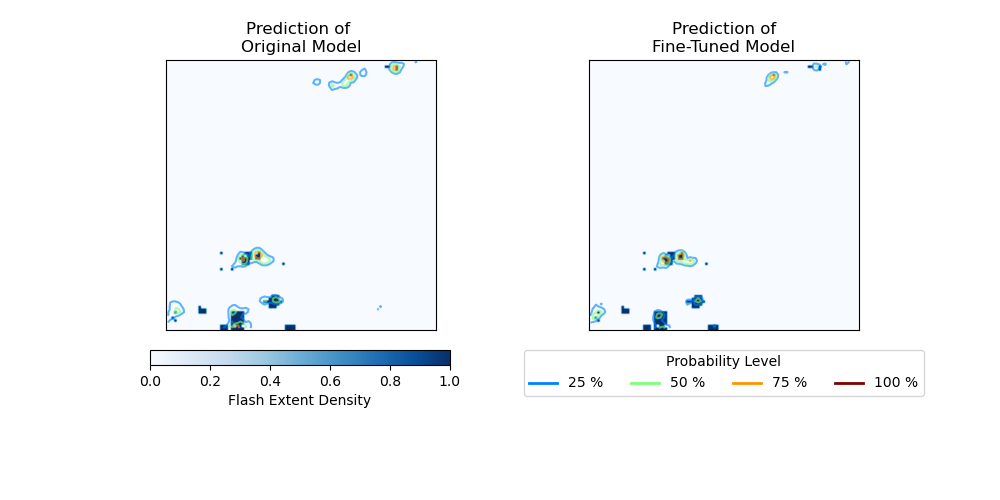 Prediction of
Original Model
Prediction of
Fine-Tuned Model
0.0 0.2 0.4 0.6 0.8 1.0
Flash Extent Density
Probability Level
25 % 50 % 75 % 100 %